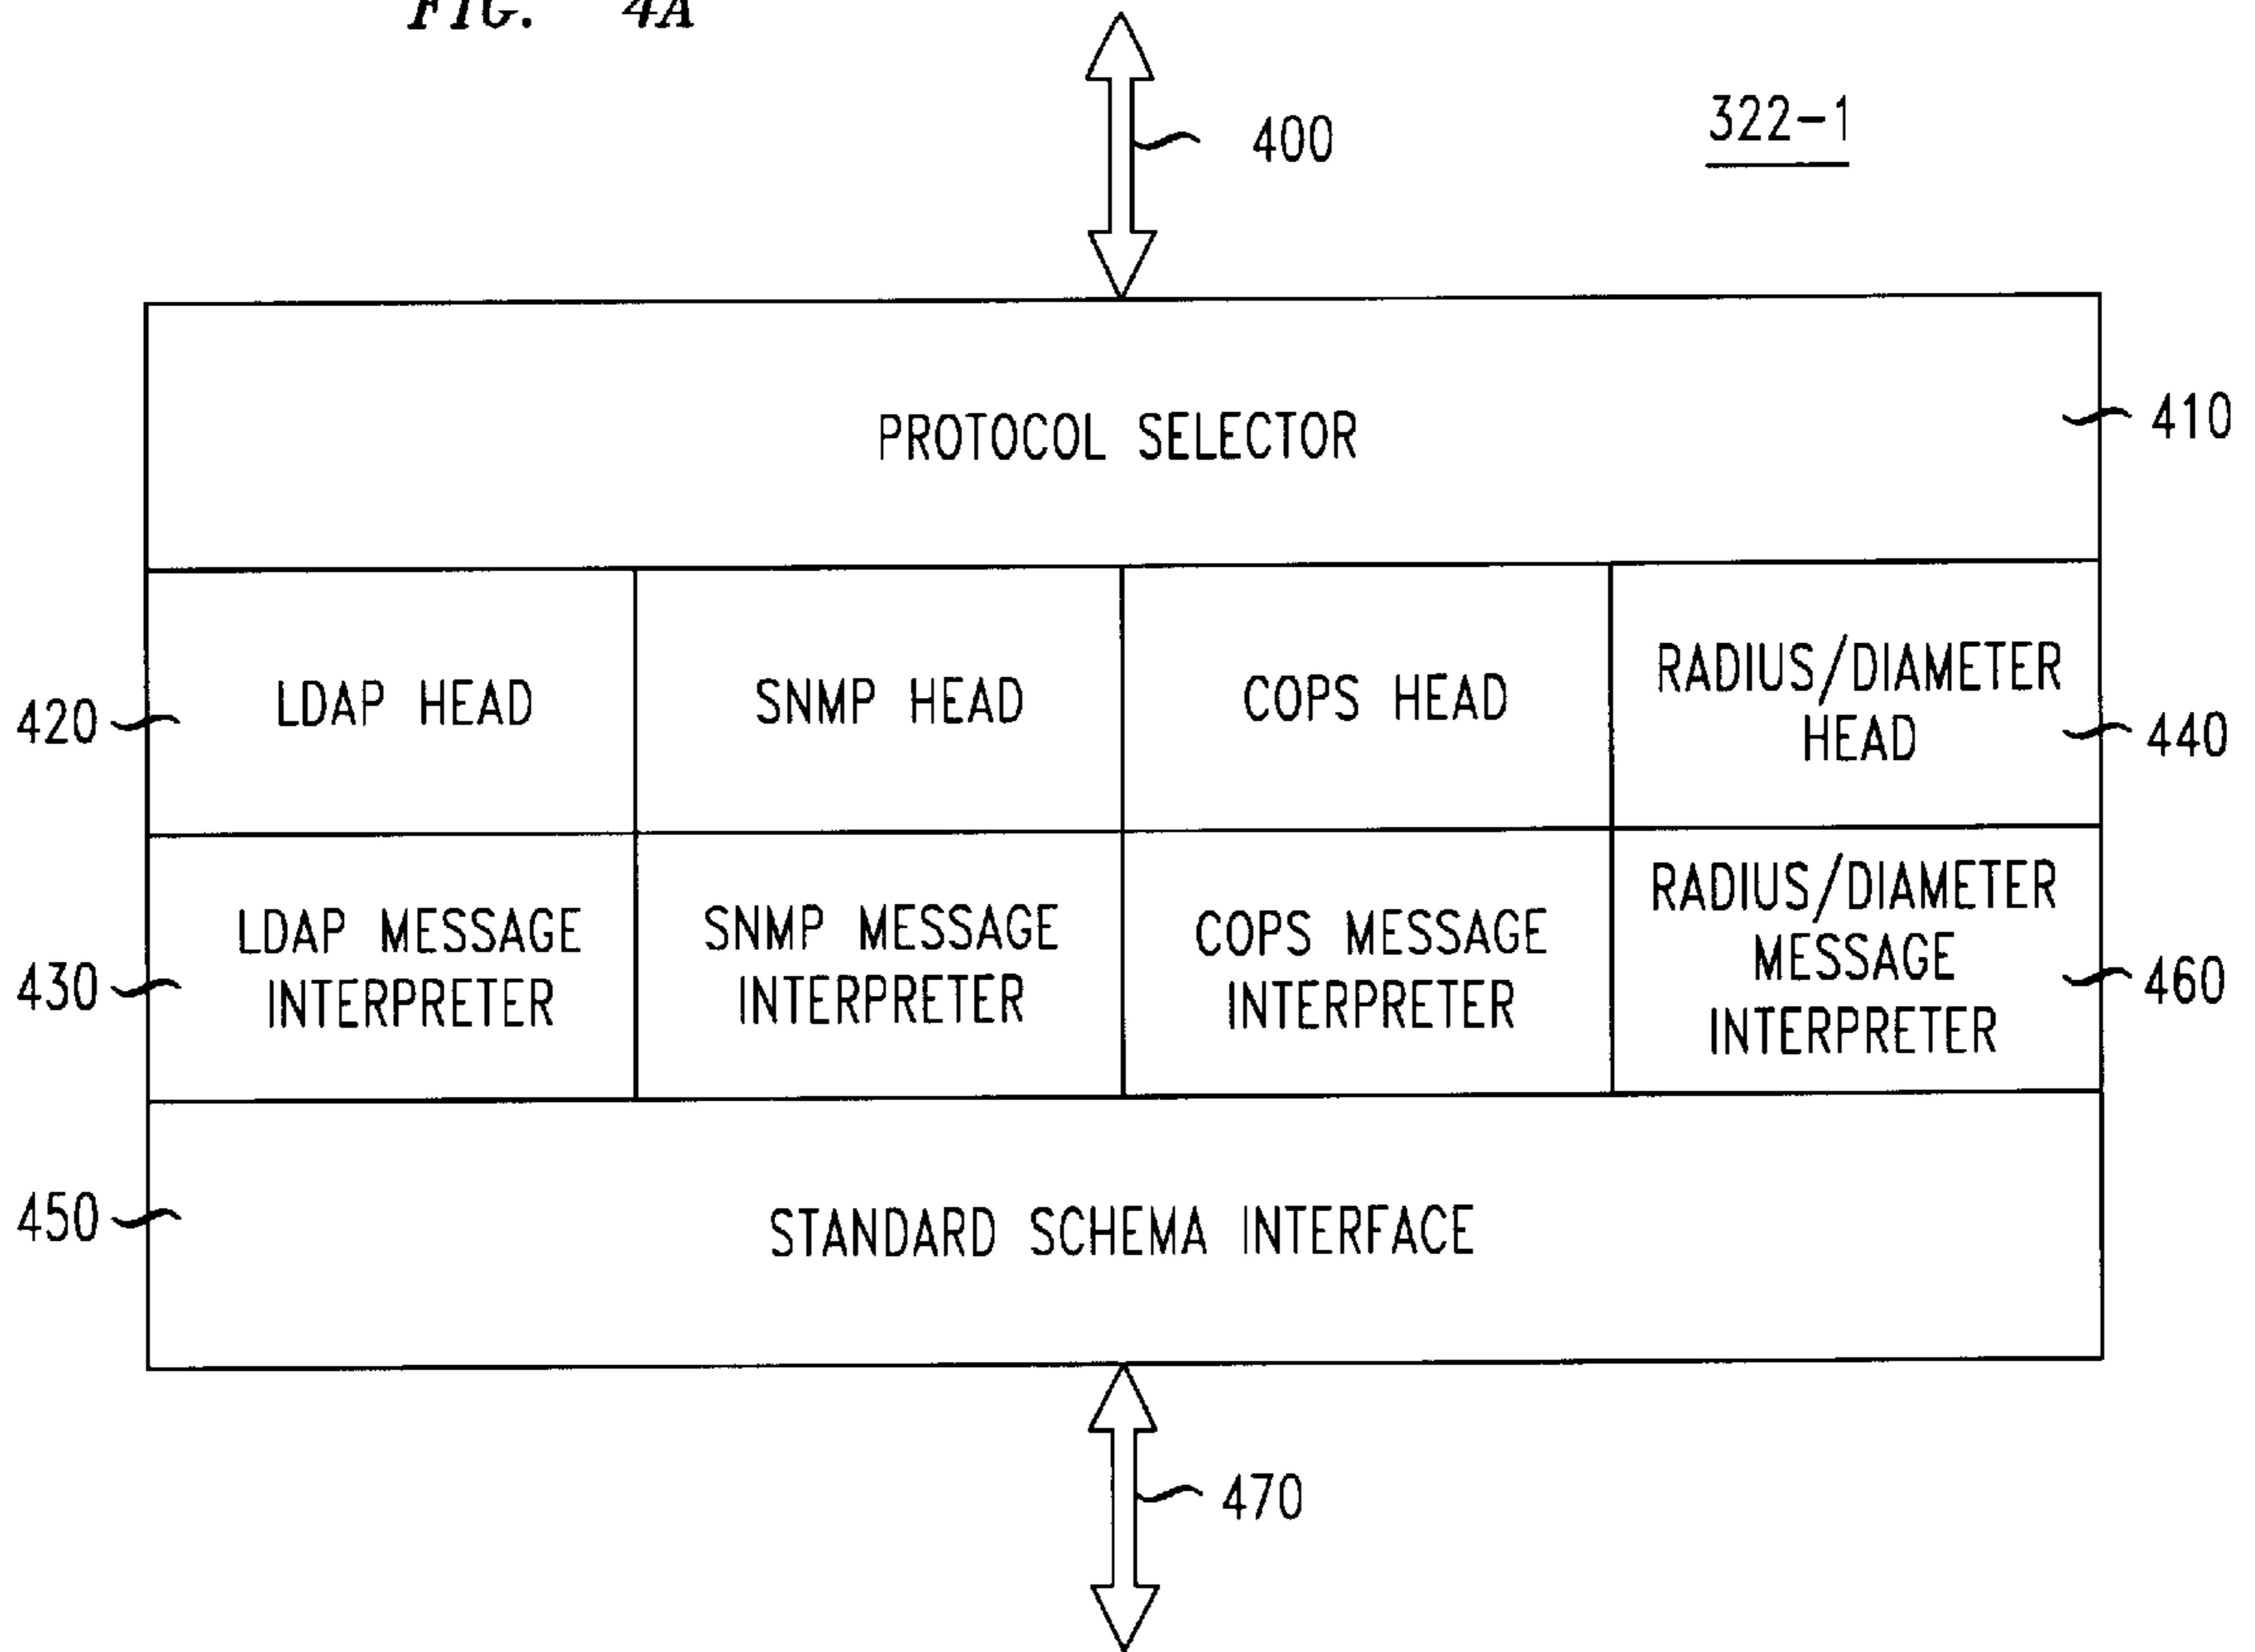 FIG. 4A
400
322-1
PROTOCOL SELECTOR
410
LDAP HEAD
SNMP HEAD
COPS HEAD
RADIUS/DIAMETER
HEAD
420
440
LDAP MESSAGE
INTERPRETER
SNMP MESSAGE
INTERPRETER
COPS MESSAGE
INTERPRETER
RADIUS/DIAMETER
MESSAGE
INTERPRETER
430
460
450
STANDARD SCHEMA INTERFACE
470